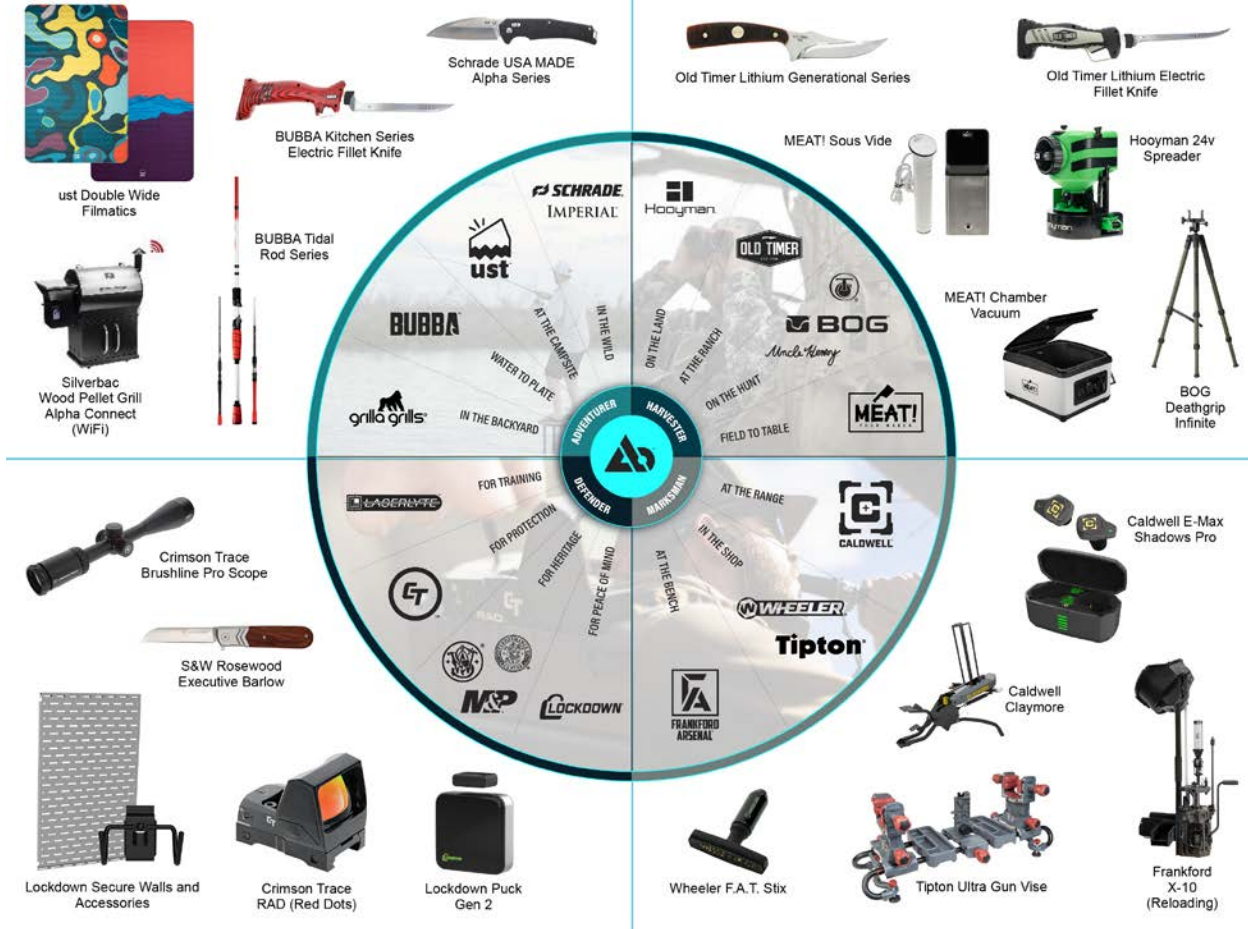 Schrade USA MADE
Alpha Series
BUBBA Kitchen Series
Electric Fillet Knife
ust Double Wide
Filmatics
BUBBA Tidal
Rod Series
Silverbac
Wood Pellet Grill
Alpha Connect
(WiFi)
Old Timer Lithium Generational Series
Old Timer Lithium Electric
Fillet Knife
OLD TIMER
MEAT! Sous Vide
Hooyman 24v
Spreader
MEAT! Chamber
Vacuum
MEAT!
BOG
Deathgrip
Infinite
SCHRADE
IMPERIAL
ust
BUBBA
grilla grills
IN THE WILD
AT THE CAMPSITE
WATER TO PLATE
IN THE BACKYARD
Hooyman
OLD TIMER
BOG
Uncle Henry
MEAT!
ON THE LAND
AT THE RANCH
ON THE HUNT
FIELD TO TABLE
ADVENTURER
HARVESTER
DEFENDER
MARKSMAN
FOR TRAINING
FOR PROTECTION
FOR HERITAGE
FOR PEACE OF MIND
LASERLYTE
CT
M&P
LOCKDOWN
AT THE RANGE
IN THE SHOP
AT THE BENCH
CALDWELL
WHEELER
Tipton
FRANKFORD
ARSENAL
Crimson Trace
Brushline Pro Scope
S&W Rosewood
Executive Barlow
Lockdown Secure Walls and
Accessories
Crimson Trace
RAD (Red Dots)
Lockdown Puck
Gen 2
Caldwell E-Max
Shadows Pro
Caldwell
Claymore
Wheeler F.A.T. Stix
Tipton Ultra Gun Vise
Frankford
X-10
(Reloading)